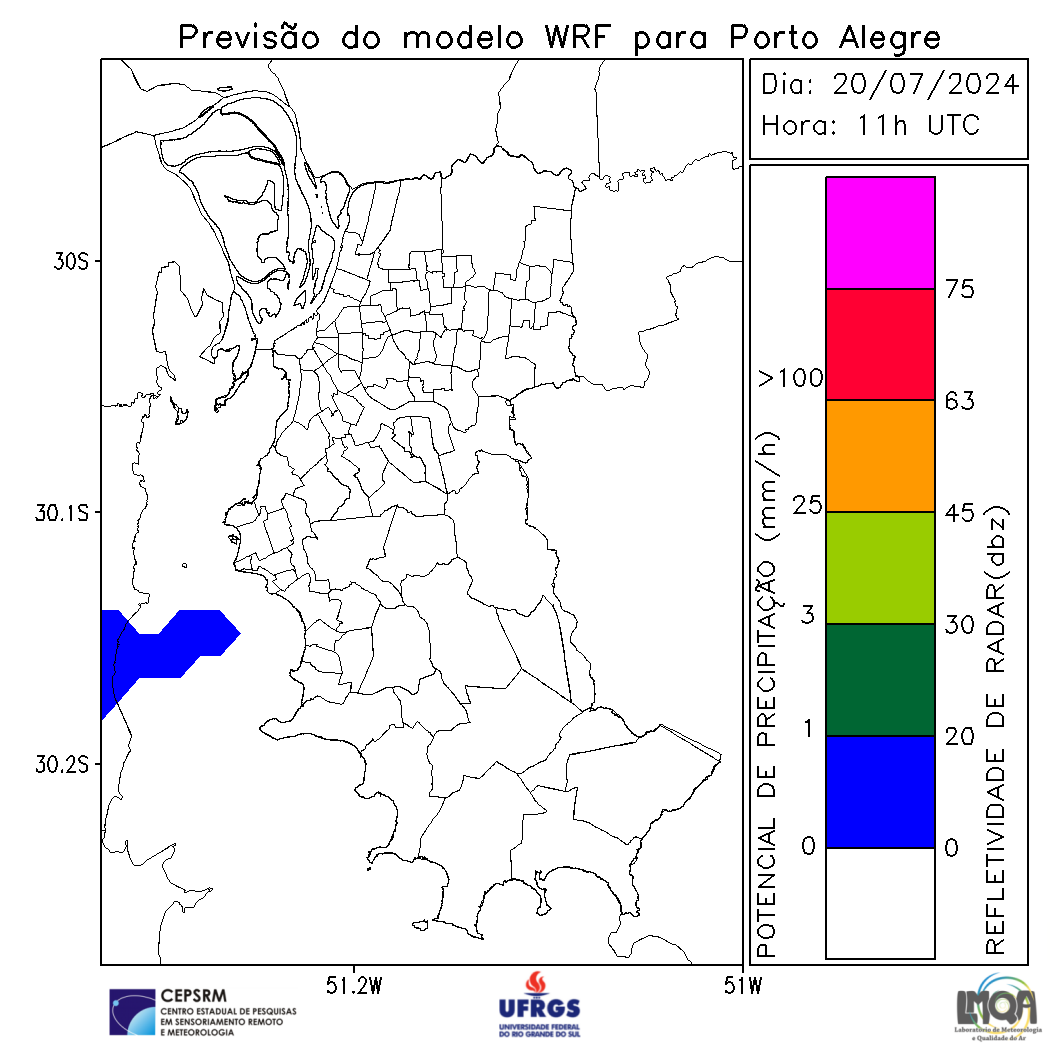 Previsão do modelo WRF para Porto Alegre
Dia: 20/07/2024
Hora: 11h UTC
30S
30.1S
30.2S
51.2W
51W
POTENCIAL DE PRECIPITAÇÃO (mm/h)
>100
25
3
1
0
75
63
45
30
20
0
REFLETIVIDADE DE RADAR(dbz)
CEPSRM
CENTRO ESTADUAL DE PESQUISAS
EM SENSORIAMENTO REMOTO
E METEOROLOGIA
UFRGS
UNIVERSIDADE FEDERAL
DO RIO GRANDE DO SUL
LMQA
Laboratório de Meteorologia
e Qualidade do Ar